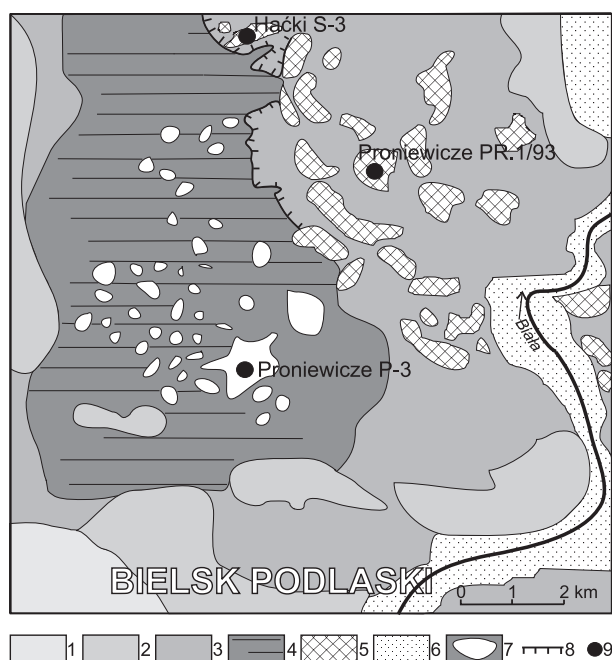 Haćki S-3
Proniewicze PR.1/93
Biała
Proniewicze P-3
BIELSK PODLASKI
0 1 2 km
1 2 3 4 5 6 7 8 9